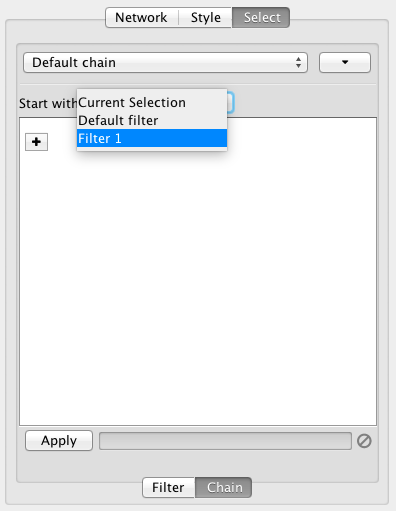 Network Style Select
Default chain
Start with
Current Selection
Default filter
Filter 1
Apply
Filter Chain